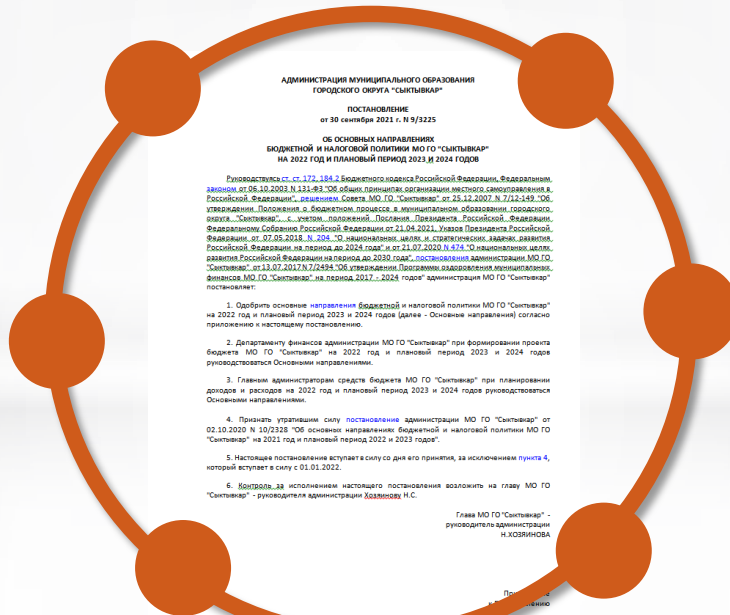 АДМИНИСТРАЦИЯ МУНИЦИПАЛЬНОГО ОБРАЗОВАНИЯ
ГОРОДСКОГО ОКРУГА "СЫКТЫВКАР"
ПОСТАНОВЛЕНИЕ
от 30 сентября 2021 г. N 9/3225
ОБ ОСНОВНЫХ НАПРАВЛЕНИЯХ
БЮДЖЕТНОЙ И НАЛОГОВОЙ ПОЛИТИКИ МО ГО "СЫКТЫВКАР"
НА 2022 ГОД И ПЛАНОВЫЙ ПЕРИОД 2023 И 2024 ГОДОВ
Руководствуясь ст. ст. 172, 184.2 Бюджетного кодекса Российской Федерации, Федеральным
законом от 06.10.2003 N 131-ФЗ "Об общих принципах организации местного самоуправления в
Российской Федерации", решением Совета МО ГО "Сыктывкар" от 25.12.2007 N 7/12-149 "Об
утверждении Положения о бюджетном процессе в муниципальном образовании городского
округа "Сыктывкар", с учетом положений Послания Президента Российской Федерации
Федеральному Собранию Российской Федерации от 21.04.2021, Указов Президента Российской
Федерации от 07.05.2018 N 204 "О национальных целях и стратегических задачах развития
Российской Федерации на период до 2024 года" и от 21.07.2020 N 474 "О национальных целях
развития Российской Федерации на период до 2030 года", постановления администрации МО ГО
"Сыктывкар" от 13.07.2017 N 7/2494 "Об утверждении Программы оздоровления муниципальных
финансов МО ГО "Сыктывкар" на период 2017 - 2024 годов" администрация МО ГО "Сыктывкар"
постановляет:
1. Одобрить основные направления бюджетной и налоговой политики МО ГО "Сыктывкар"
на 2022 год и плановый период 2023 и 2024 годов (далее - Основные направления) согласно
приложению к настоящему постановлению.
2. Департаменту финансов администрации МО ГО "Сыктывкар" при формировании проекта
бюджета МО ГО "Сыктывкар" на 2022 год и плановый период 2023 и 2024 годов
руководствоваться Основными направлениями.
3. Главным администраторам средств бюджета МО ГО "Сыктывкар" при планировании
доходов и расходов на 2022 год и плановый период 2023 и 2024 годов руководствоваться
Основными направлениями.
4. Признать утратившим силу постановление администрации МО ГО "Сыктывкар" от
02.10.2020 N 10/2328 "Об основных направлениях бюджетной и налоговой политики МО ГО
"Сыктывкар" на 2021 год и плановый период 2022 и 2023 годов".
5. Настоящее постановление вступает в силу со дня его принятия, за исключением пункта 4,
который вступает в силу с 01.01.2022.
6. Контроль за исполнением настоящего постановления возложить на главу МО ГО
"Сыктывкар" - руководителя администрации Хозяинову Н.С.
Глава МО ГО "Сыктывкар" -
руководитель администрации
Н.ХОЗЯИНОВА